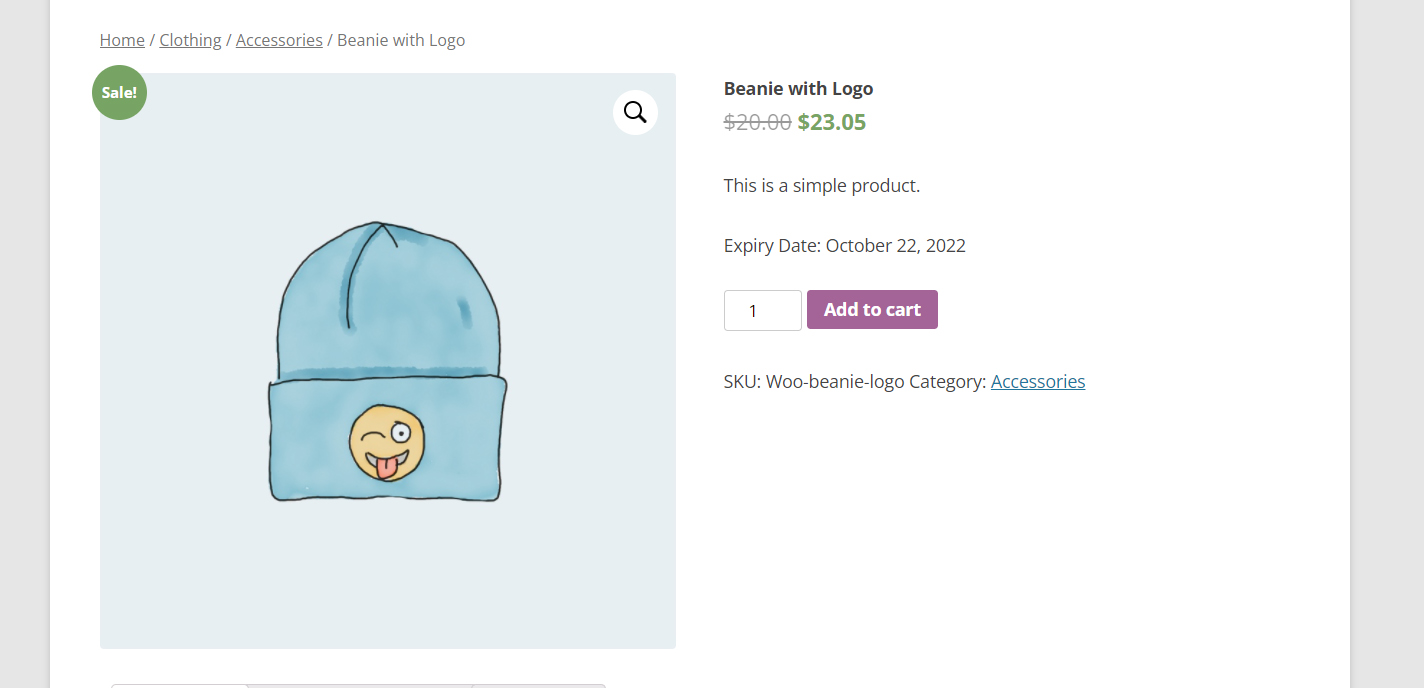 Home / Clothing / Accessories / Beanie with Logo
Sale!
Beanie with Logo
$20.00 $23.05
This is a simple product.
Expiry Date: October 22, 2022
1 Add to cart
SKU: Woo-beanie-logo Category: Accessories